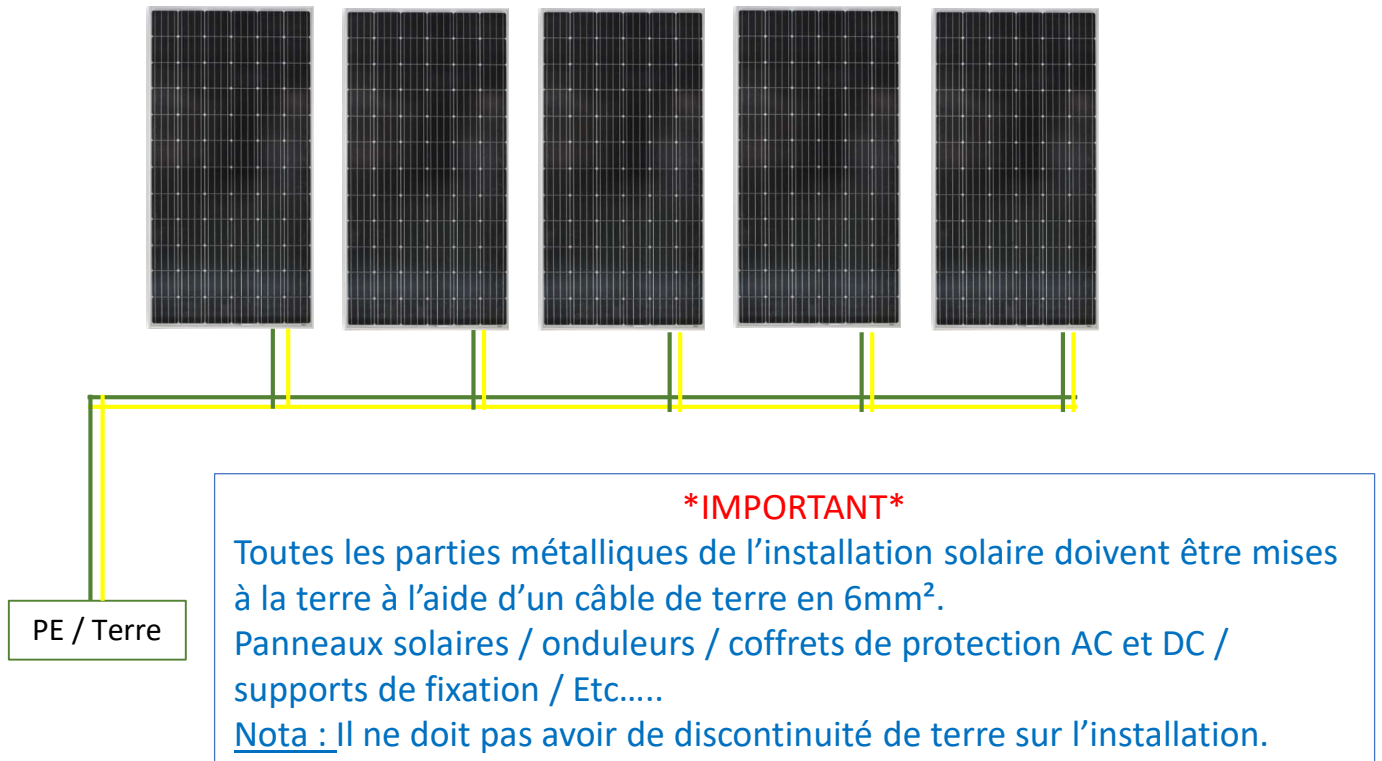 *IMPORTANT*
Toutes les parties métalliques de l’installation solaire doivent être mises
à la terre à l’aide d’un câble de terre en 6mm².
PE / Terre
Panneaux solaires / onduleurs / coffrets de protection AC et DC /
supports de fixation / Etc.....
Nota : Il ne doit pas avoir de discontinuité de terre sur l’installation.